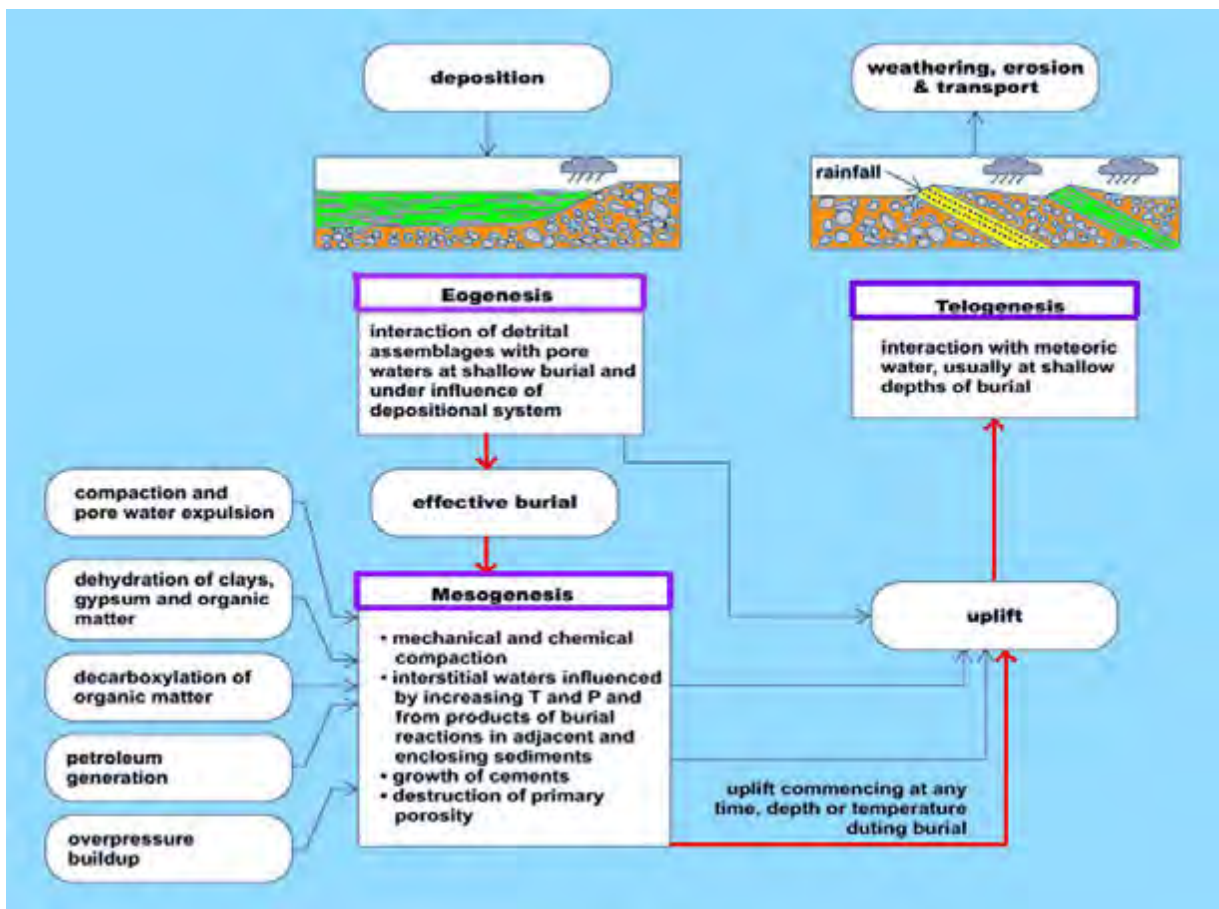 deposition
weathering, erosion
& transport
rainfall
Eogenesis
interaction of detrital
assemblages with pore
waters at shallow burial and
under influence of
depositional system
Telogenesis
interaction with meteoric
water, usually at shallow
depths of burial
effective burial
compaction and
pore water expulsion
dehydration of clays,
gypsum and organic
matter
decarboxylation of
organic matter
petroleum
generation
overpressure
buildup
Mesogenesis
• mechanical and chemical
compaction
• interstitial waters influenced
by increasing T and P and
from products of burial
reactions in adjacent and
enclosing sediments
• growth of cements
• destruction of primary
porosity
uplift
uplift commencing at any
time, depth or temperature
duting burial